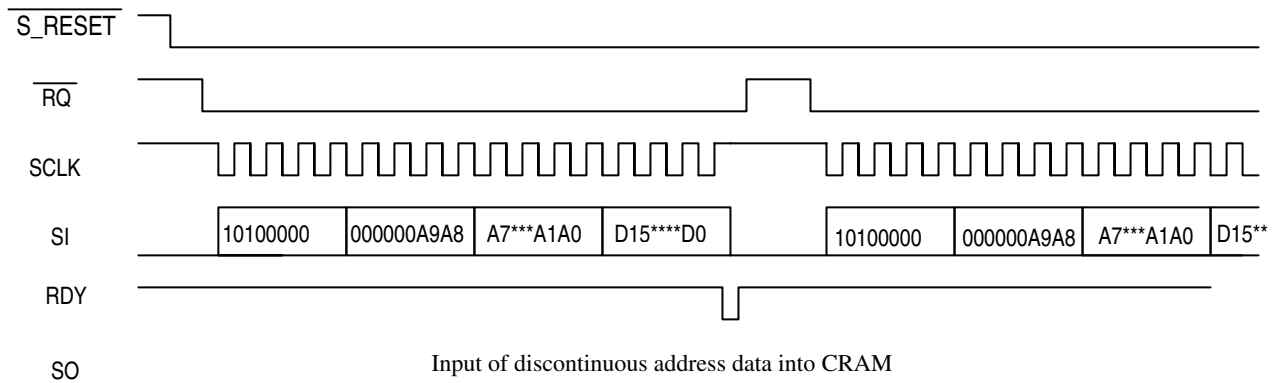 S_RESET
RQ
SCLK
SI
10100000 000000A9A8 A7***A1A0 D15****D0 10100000 000000A9A8 A7***A1A0 D15**
RDY
SO
Input of discontinuous address data into CRAM